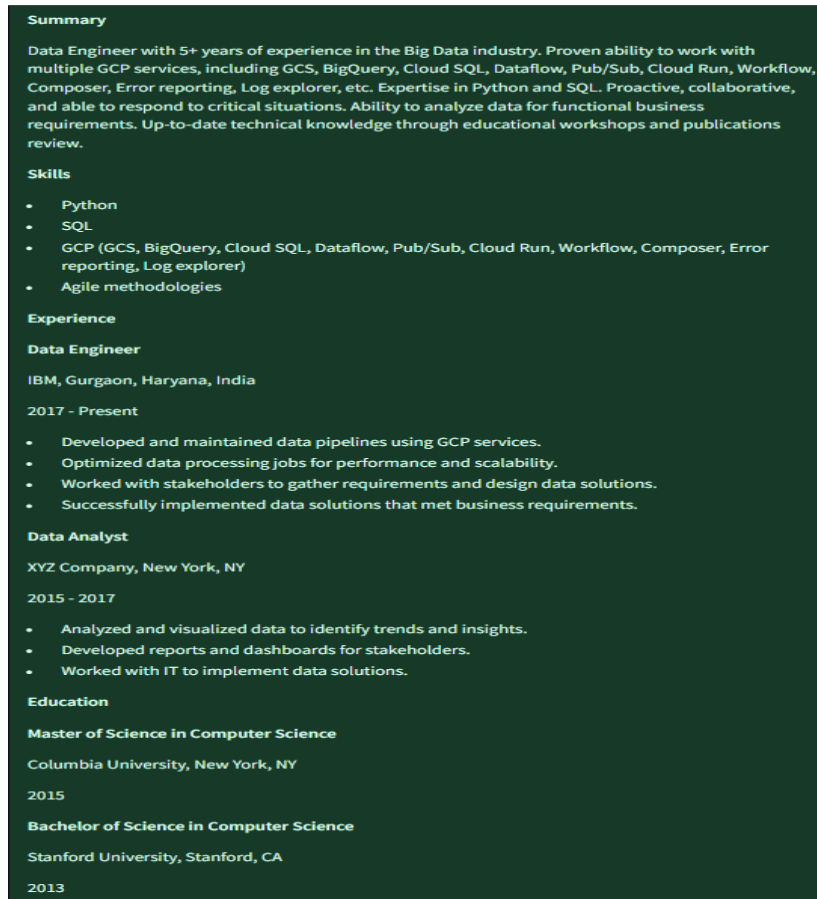 Summary
Data Engineer with 5+ years of experience in the Big Data industry. Proven ability to work with
multiple GCP services, including GCS, BigQuery, Cloud SQL, Dataflow, Pub/Sub, Cloud Run, Workflow,
Composer, Error reporting, Log explorer, etc. Expertise in Python and SQL. Proactive, collaborative,
and able to respond to critical situations. Ability to analyze data for functional business
requirements. Up-to-date technical knowledge through educational workshops and publications
review.
Skills
• Python
• SQL
• GCP (GCS, BigQuery, Cloud SQL, Dataflow, Pub/Sub, Cloud Run, Workflow, Composer, Error
reporting, Log explorer)
• Agile methodologies
Experience
Data Engineer
IBM, Gurgaon, Haryana, India
2017 - Present
• Developed and maintained data pipelines using GCP services.
• Optimized data processing jobs for performance and scalability.
• Worked with stakeholders to gather requirements and design data solutions.
• Successfully implemented data solutions that met business requirements.
Data Analyst
XYZ Company, New York, NY
2015 - 2017
• Analyzed and visualized data to identify trends and insights.
• Developed reports and dashboards for stakeholders.
• Worked with IT to implement data solutions.
Education
Master of Science in Computer Science
Columbia University, New York, NY
2015
Bachelor of Science in Computer Science
Stanford University, Stanford, CA
2013